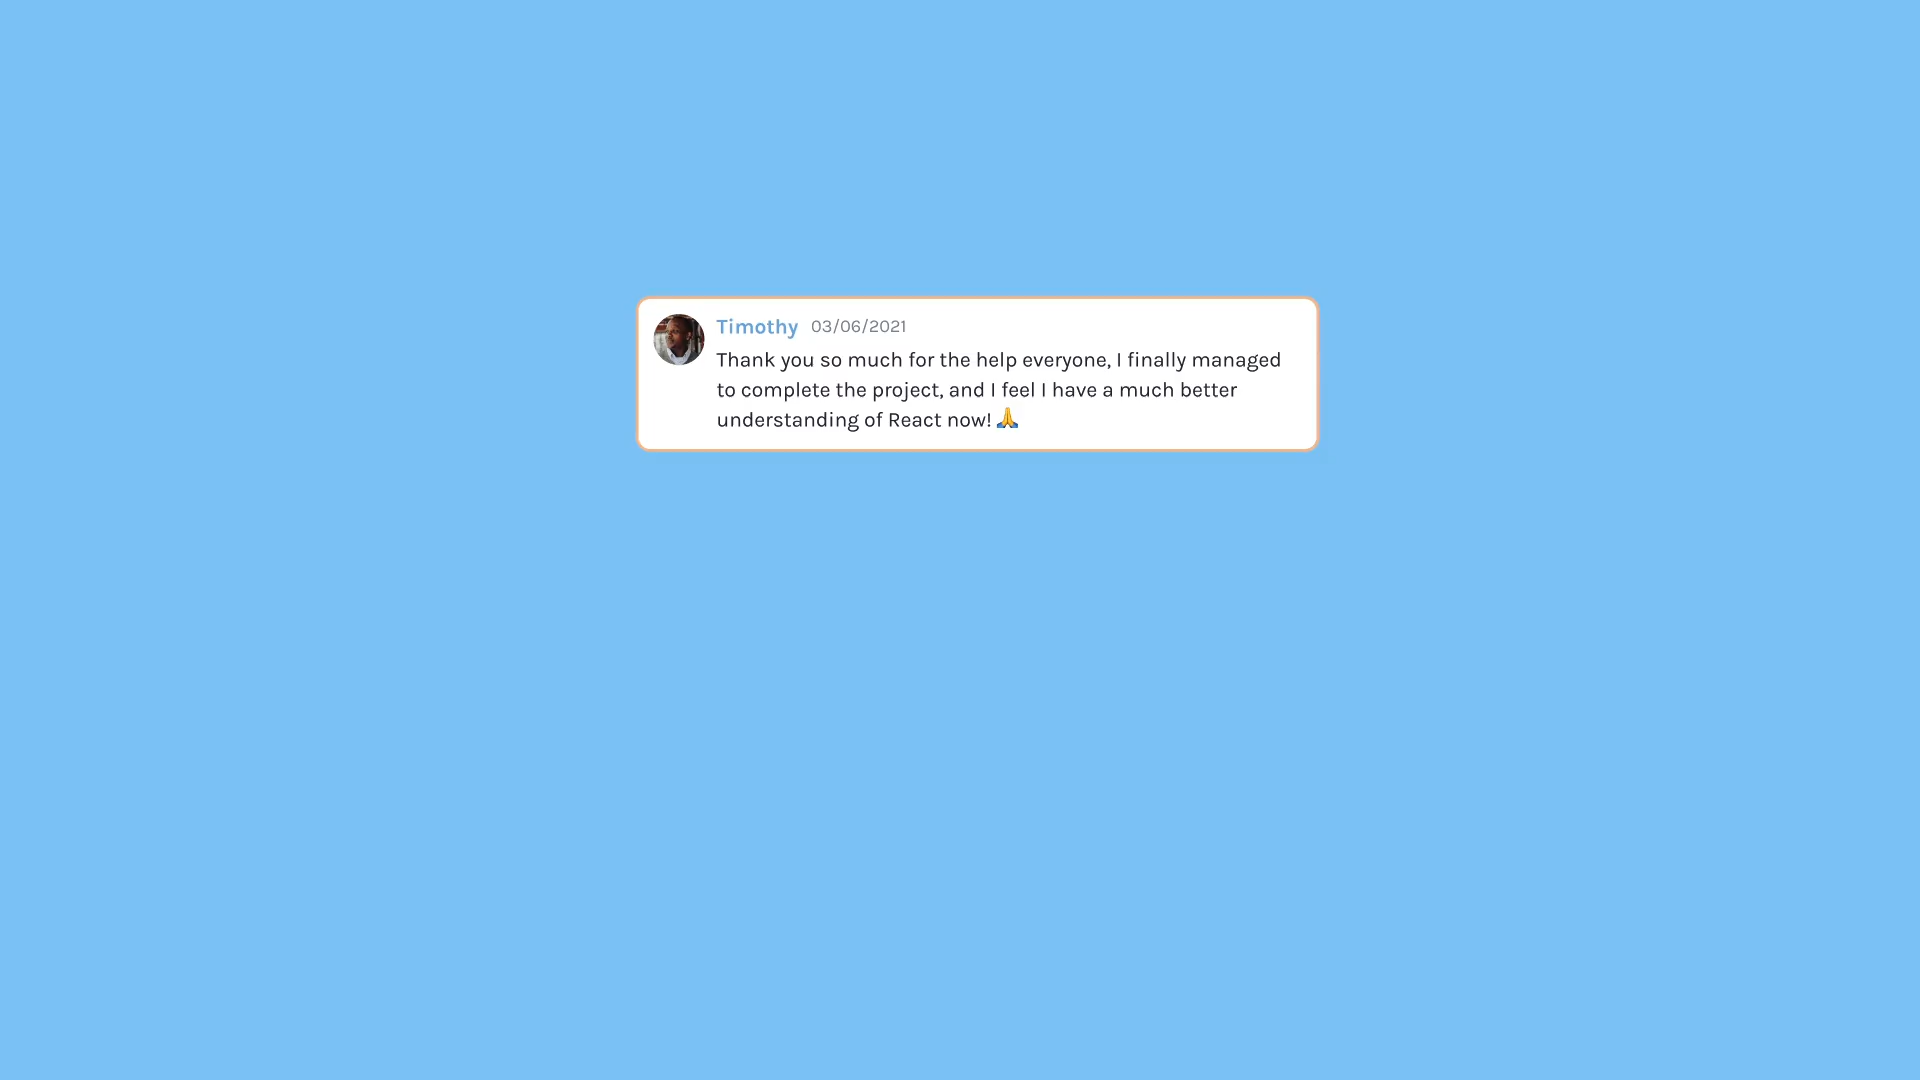 Timothy 03/06/2021
Thank you so much for the help everyone, I finally managed
to complete the project, and I feel I have a much better
understanding of React now! 🙏